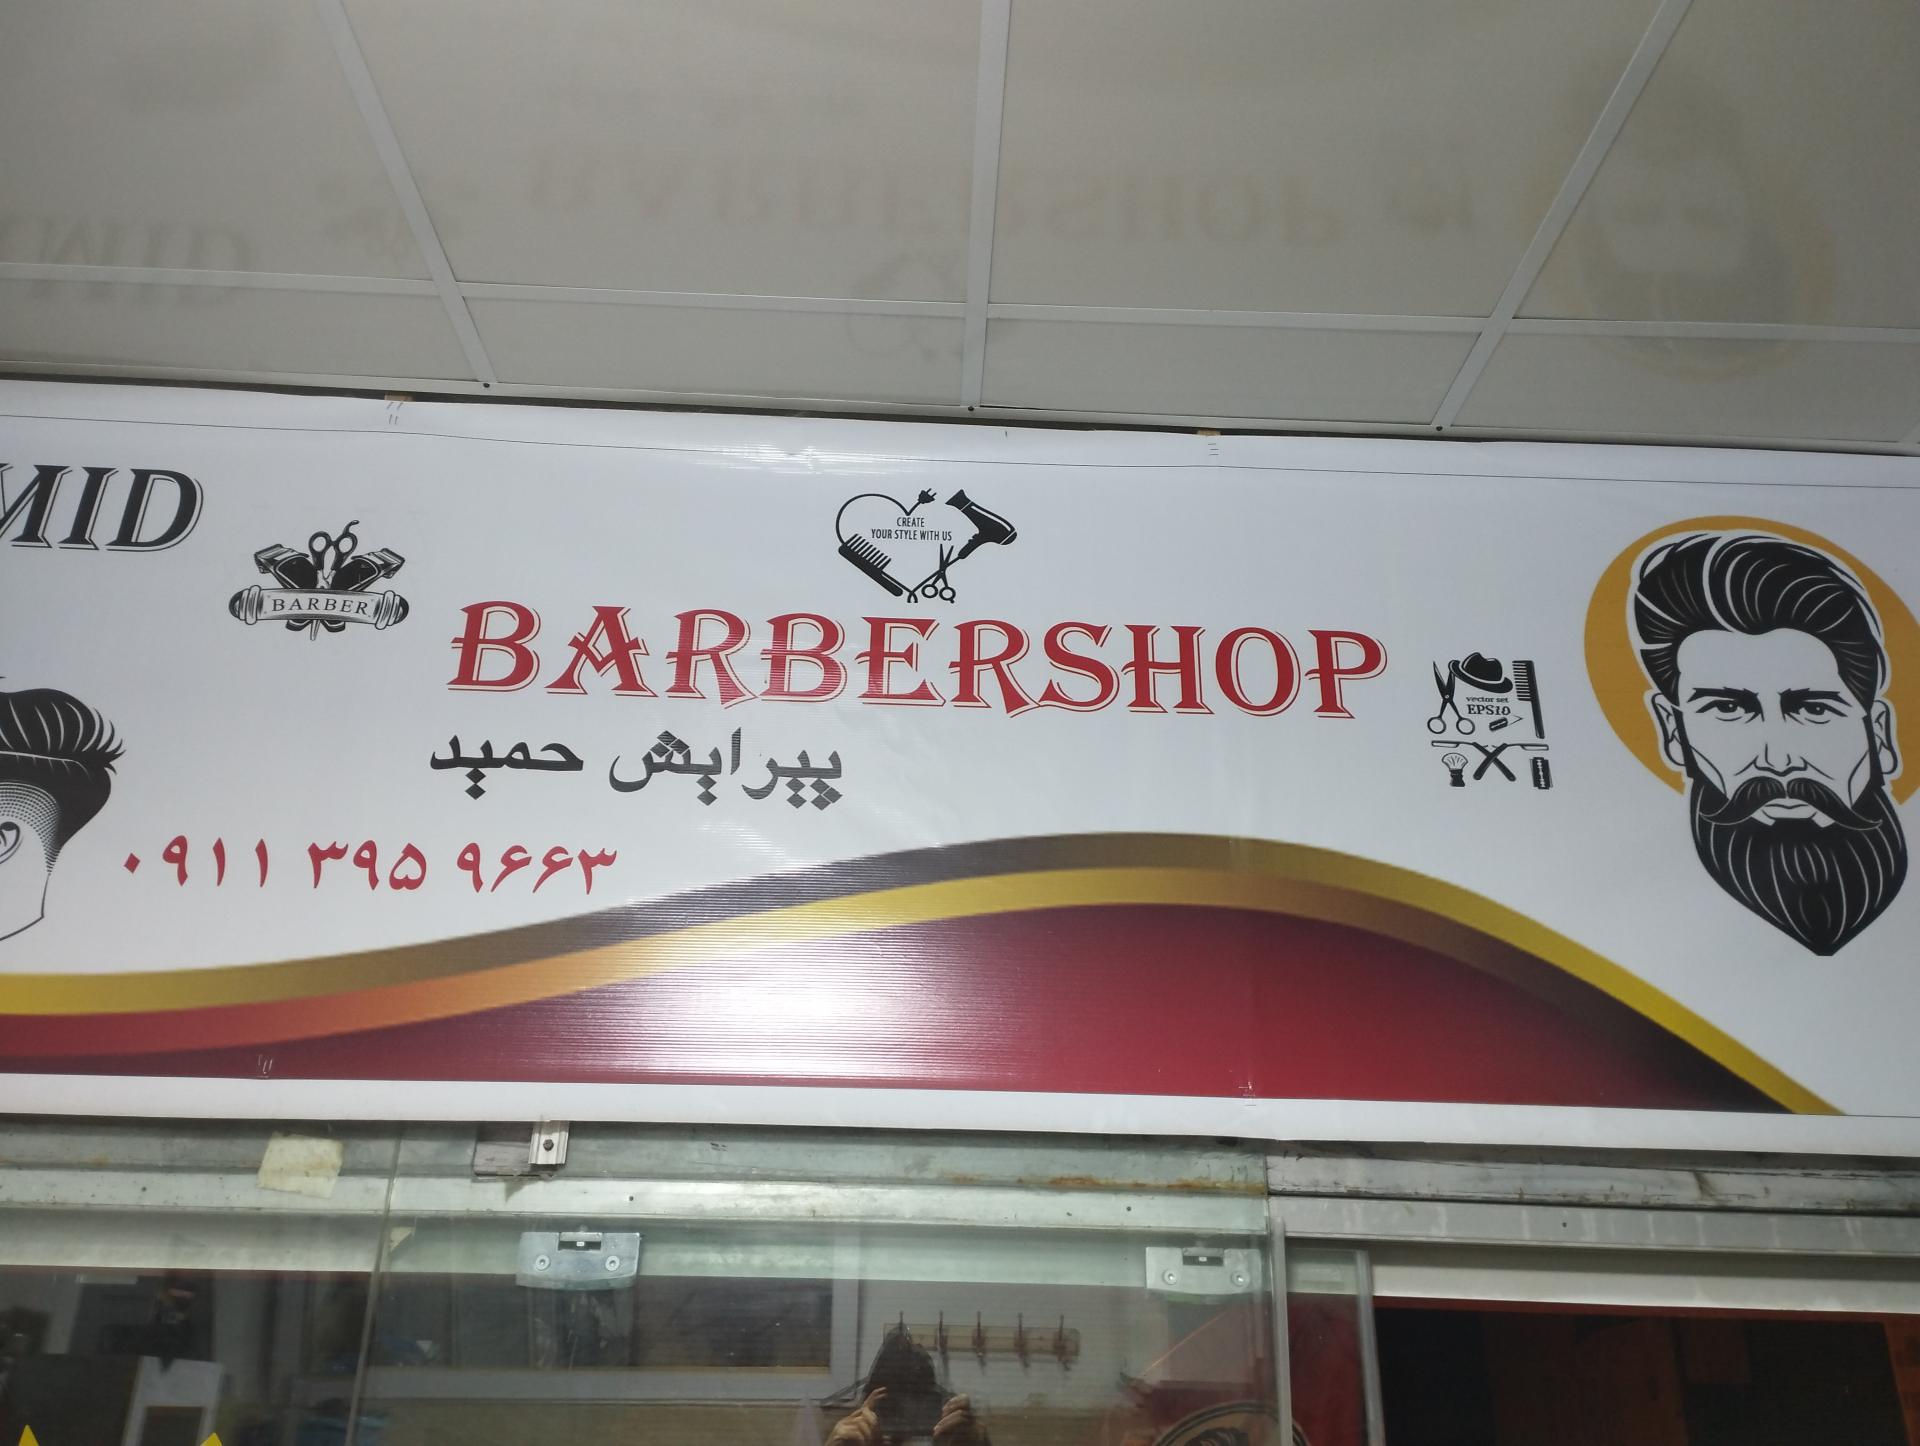 MID
CREATE
YOUR STYLE WITH US
BARBER
BARBERSHOP
vector set
EPS10
پیرایش حمید
۰۹۱۱ ۳۹۵ ۹۶۶۳